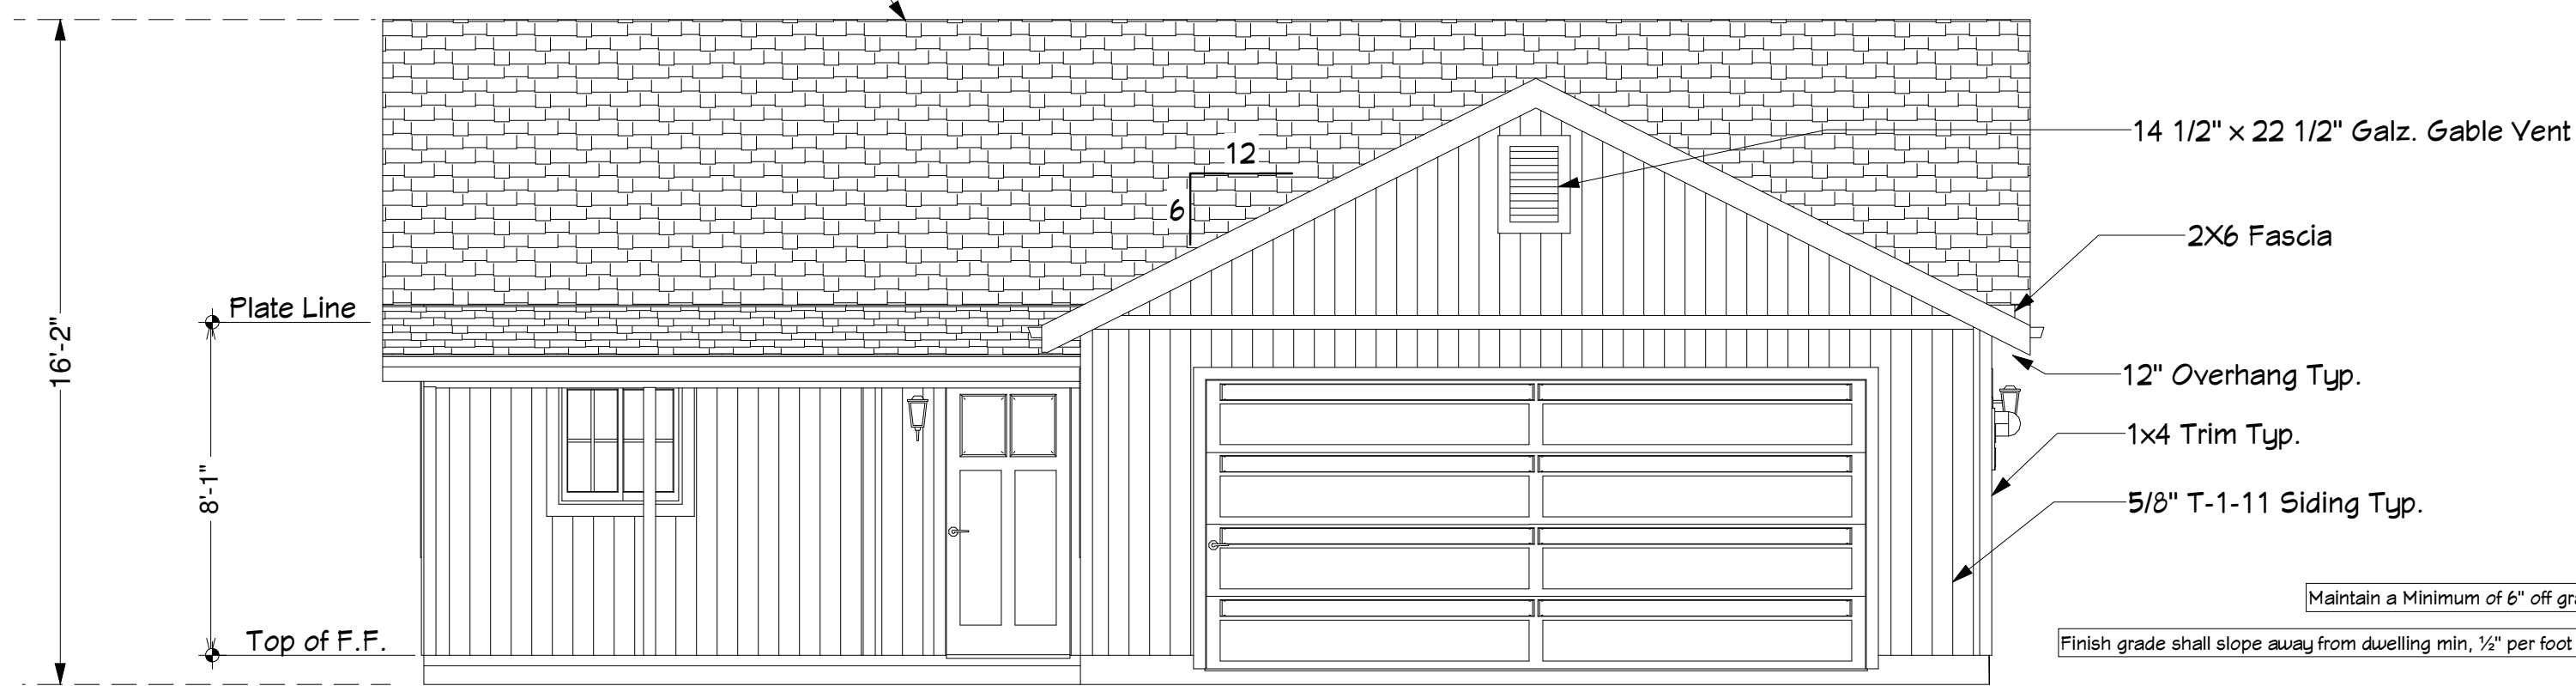 14 1/2" x 22 1/2" Galz. Gable Vent
12
6
2X6 Fascia
Plate Line
16'-2"
12" Overhang Typ.
1x4 Trim Typ.
8'-1"
5/8" T-1-11 Siding Typ.
Maintain a Minimum of 6" off
Top of F.F.
Finish grade shall slope away from dwelling min, ½" per foot